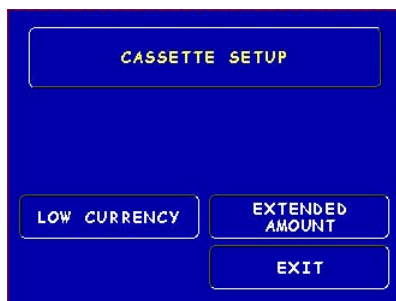 CASSETTE SETUP
LOW CURRENCY
EXTENDED
AMOUNT
EXIT